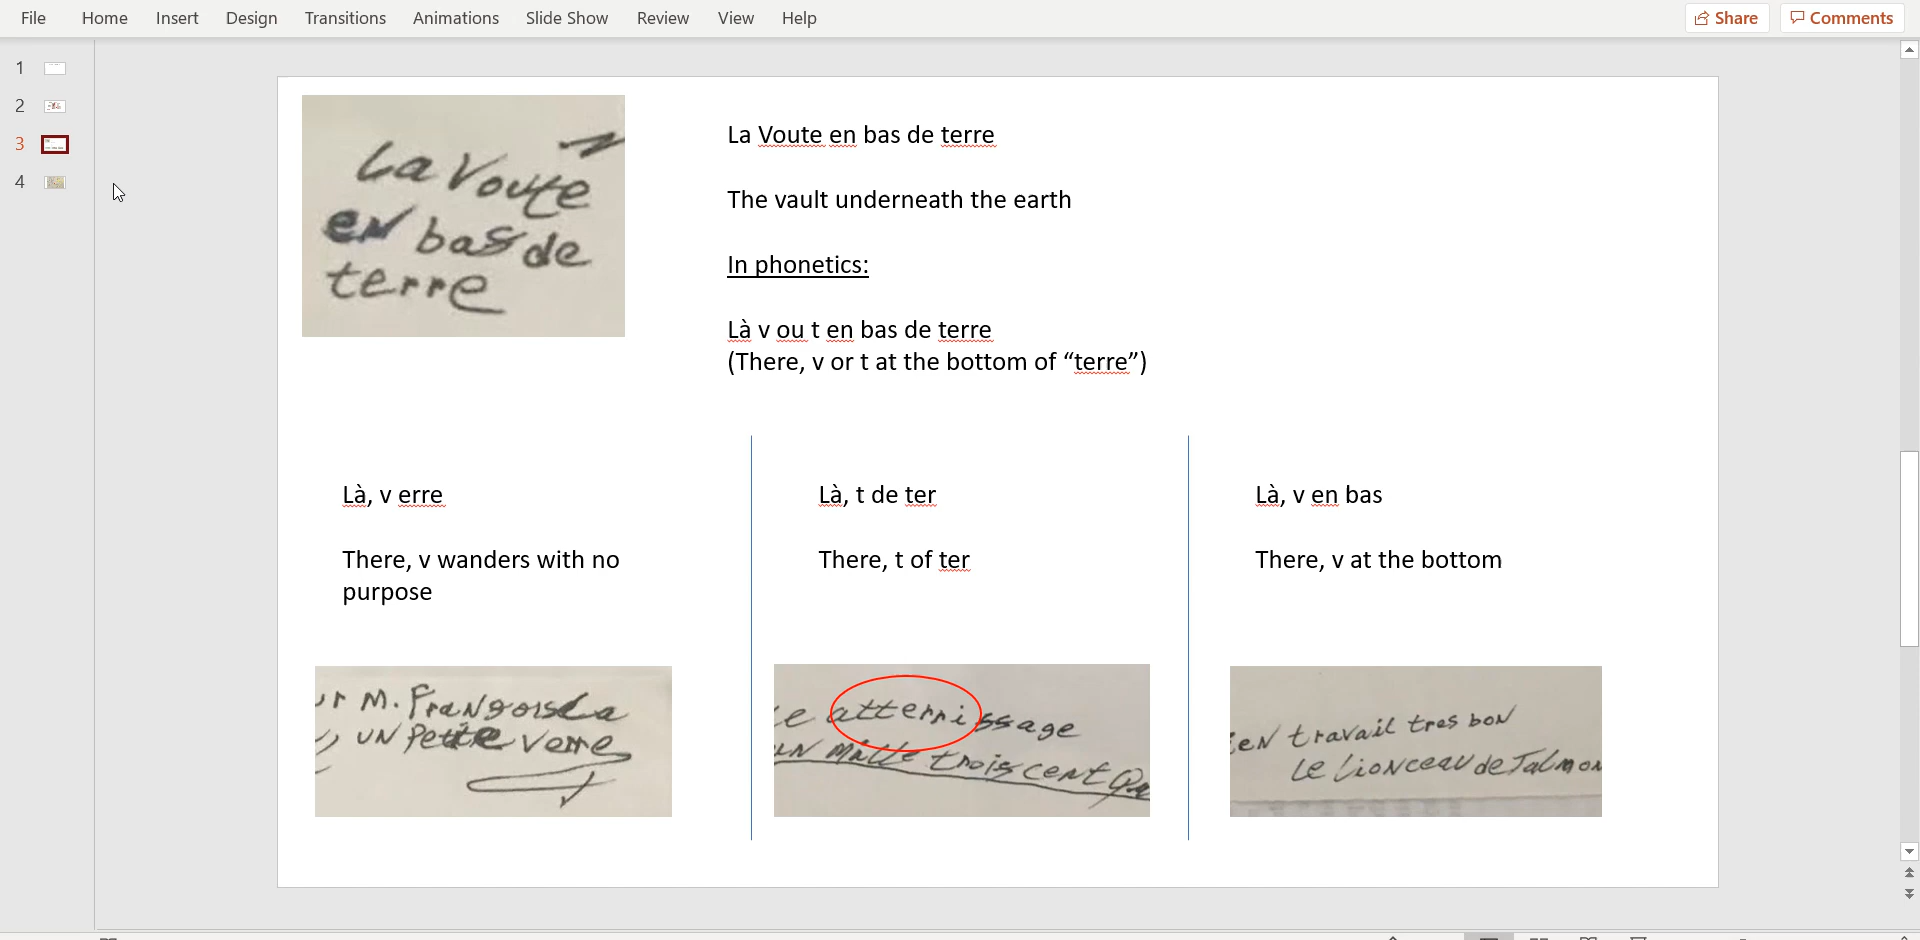 File Home Insert Design Transitions Animations Slide Show Review View Help Share Comments
1
2
3
4
La Voute
en bas de
terre
La Voute en bas de terre
The vault underneath the earth
In phonetics:
Là v ou t en bas de terre
(There, v or t at the bottom of “terre”)
Là, v erre
There, v wanders with no
purpose
ur M. François La
un Petite Verre
Là, t de ter
There, t of ter
e atterrissage
un mille trois cent
Là, v en bas
There, v at the bottom
en travail tres bon
Le Lionceau de Talmon